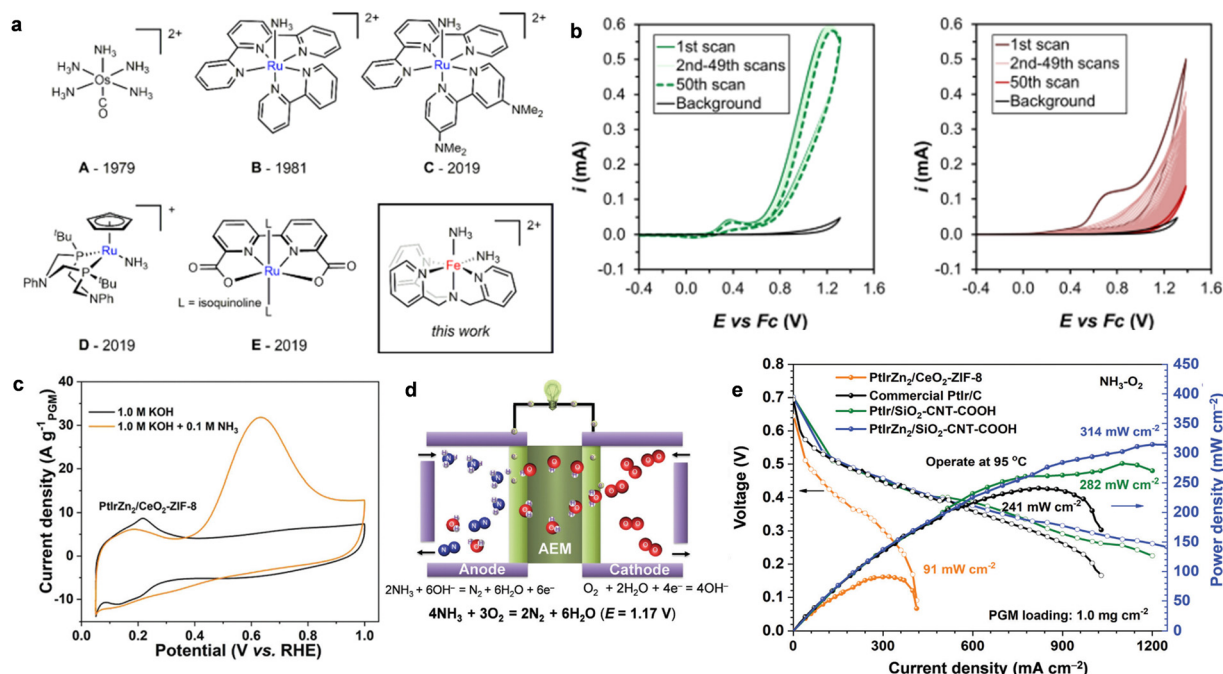 a
2+
NH3
H3N
NH3
Os
H3N
NH3
C
O
A - 1979
2+
NH3
N
N
N
Ru
N
N
B - 1981
2+
NH3
N
N
N
Ru
N
N
NMe2
NMe2
C - 2019
+
tBu
P
Ru
NH3
PhN
P
tBu
NPh
D - 2019
L
N
N
O
Ru
O
O
O
L = isoquinoline
L
E - 2019
2+
NH3
NH3
N
Fe
N
N
N
this work
b
1st scan
2nd-49th scans
50th scan
Background
i (mA)
0.6
0.5
0.4
0.3
0.2
0.1
0.0
-0.1
-0.4
0.0
0.4
0.8
1.2
1.6
E vs Fc (V)
1st scan
2nd-49th scans
50th scan
Background
i (mA)
0.6
0.5
0.4
0.3
0.2
0.1
0.0
-0.1
-0.4
0.0
0.4
0.8
1.2
1.6
E vs Fc (V)
c
1.0 M KOH
1.0 M KOH + 0.1 M NH3
PtIrZn2/CeO2-ZIF-8
Current density (A g−1PGM)
40
30
20
10
0
-10
0.0
0.2
0.4
0.6
0.8
1.0
Potential (V vs. RHE)
d
AEM
Anode
Cathode
2NH3 + 6OH− = N2 + 6H2O + 6e−
O2 + 2H2O + 4e− = 4OH−
4NH3 + 3O2 = 2N2 + 6H2O (E = 1.17 V)
e
PtIrZn2/CeO2-ZIF-8
Commercial PtIr/C
PtIr/SiO2-CNT-COOH
PtIrZn2/SiO2-CNT-COOH
NH3-O2
314 mW cm−2
Operate at 95 °C
282 mW cm−2
241 mW cm−2
91 mW cm−2
PGM loading: 1.0 mg cm−2
Voltage (V)
0.8
0.7
0.6
0.5
0.4
0.3
0.2
0.1
0.0
0
300
600
900
1200
Current density (mA cm−2)
450
400
350
300
250
200
150
100
50
0
Power density (mW cm−2)